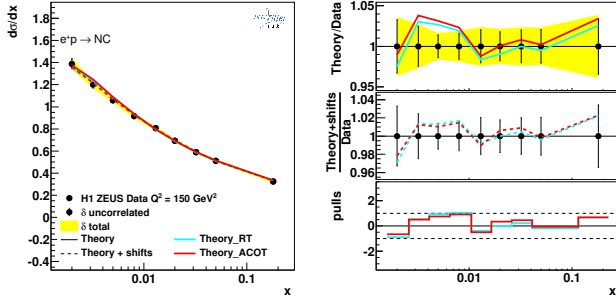 dσ/dx
e⁺p → NC
1.8
1.6
1.4
1.2
1
0.8
0.6
0.4
0.2
0
-0.2
-0.4
H1 ZEUS Data Q² = 150 GeV²
δ uncorrelated
δ total
Theory
Theory + shifts
Theory_RT
Theory_ACOT
0.01
0.1
x
Theory/Data
1.05
1
0.95
Theory+shifts
Data
1.04
1.02
1
0.98
0.96
pulls
2
0
-2
0.01
0.1
x